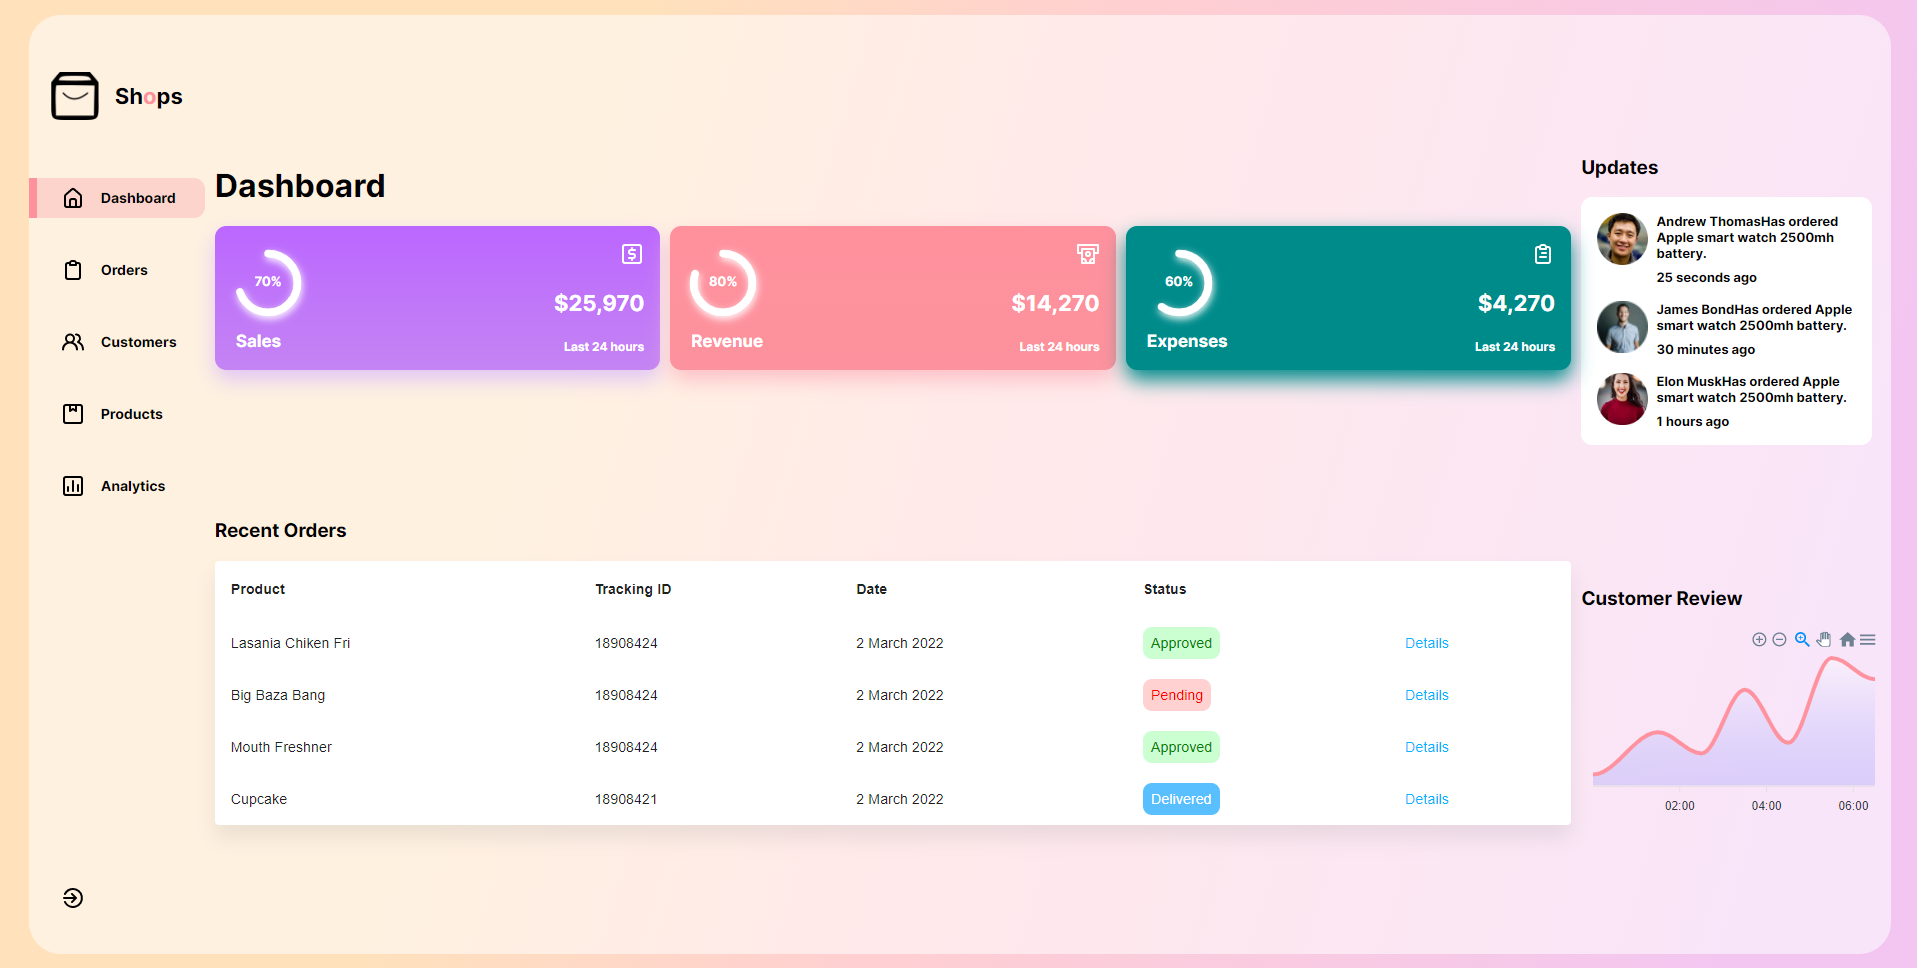 Shops
Dashboard
Orders
Customers
Products
Analytics
Dashboard
70%
Sales
$25,970
Last 24 hours
80%
Revenue
$14,270
Last 24 hours
60%
Expenses
$4,270
Last 24 hours
Recent Orders
Product Tracking ID Date Status
Lasania Chiken Fri 18908424 2 March 2022 Approved Details
Big Baza Bang 18908424 2 March 2022 Pending Details
Mouth Freshner 18908424 2 March 2022 Approved Details
Cupcake 18908421 2 March 2022 Delivered Details
Updates
Andrew ThomasHas ordered
Apple smart watch 2500mh
battery.
25 seconds ago
James BondHas ordered Apple
smart watch 2500mh battery.
30 minutes ago
Elon MuskHas ordered Apple
smart watch 2500mh battery.
1 hours ago
Customer Review
02:00 04:00 06:00